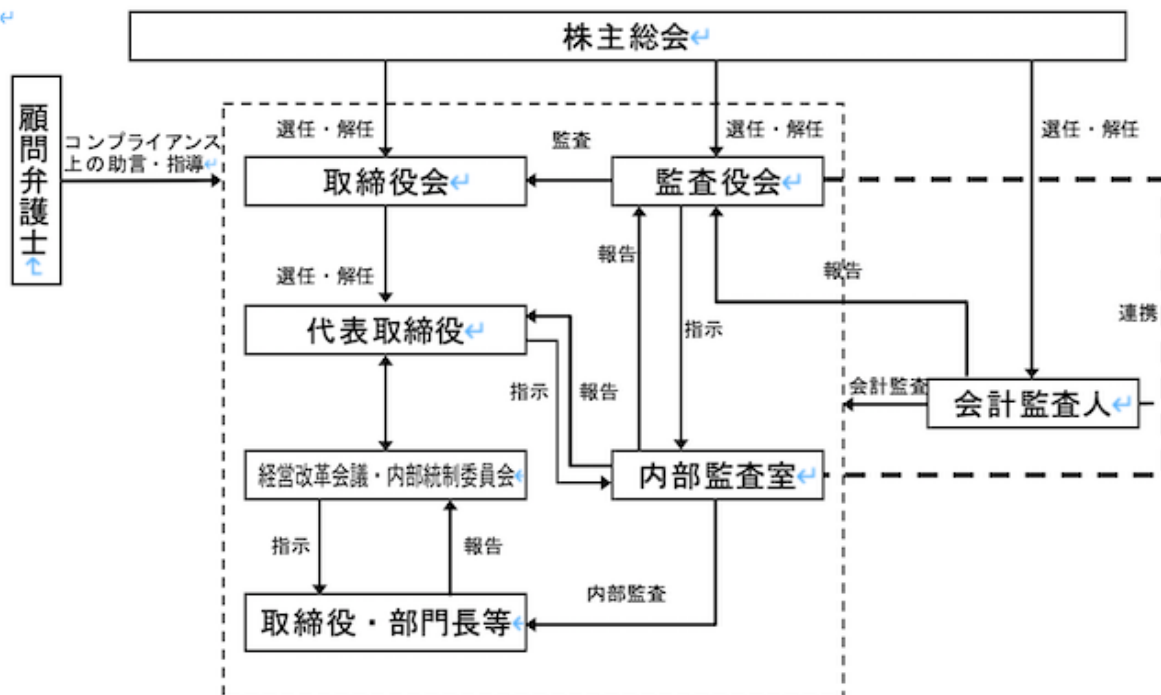 株主総会
顧問弁護士
コンプライアンス
上の助言・指導
選任・解任
監査
選任・解任
選任・解任
取締役会
監査役会
報告
選任・解任
報告
連携
代表取締役
指示
指示
報告
会計監査
会計監査人
経営改革会議・内部統制委員会
内部監査室
指示
報告
内部監査
取締役・部門長等